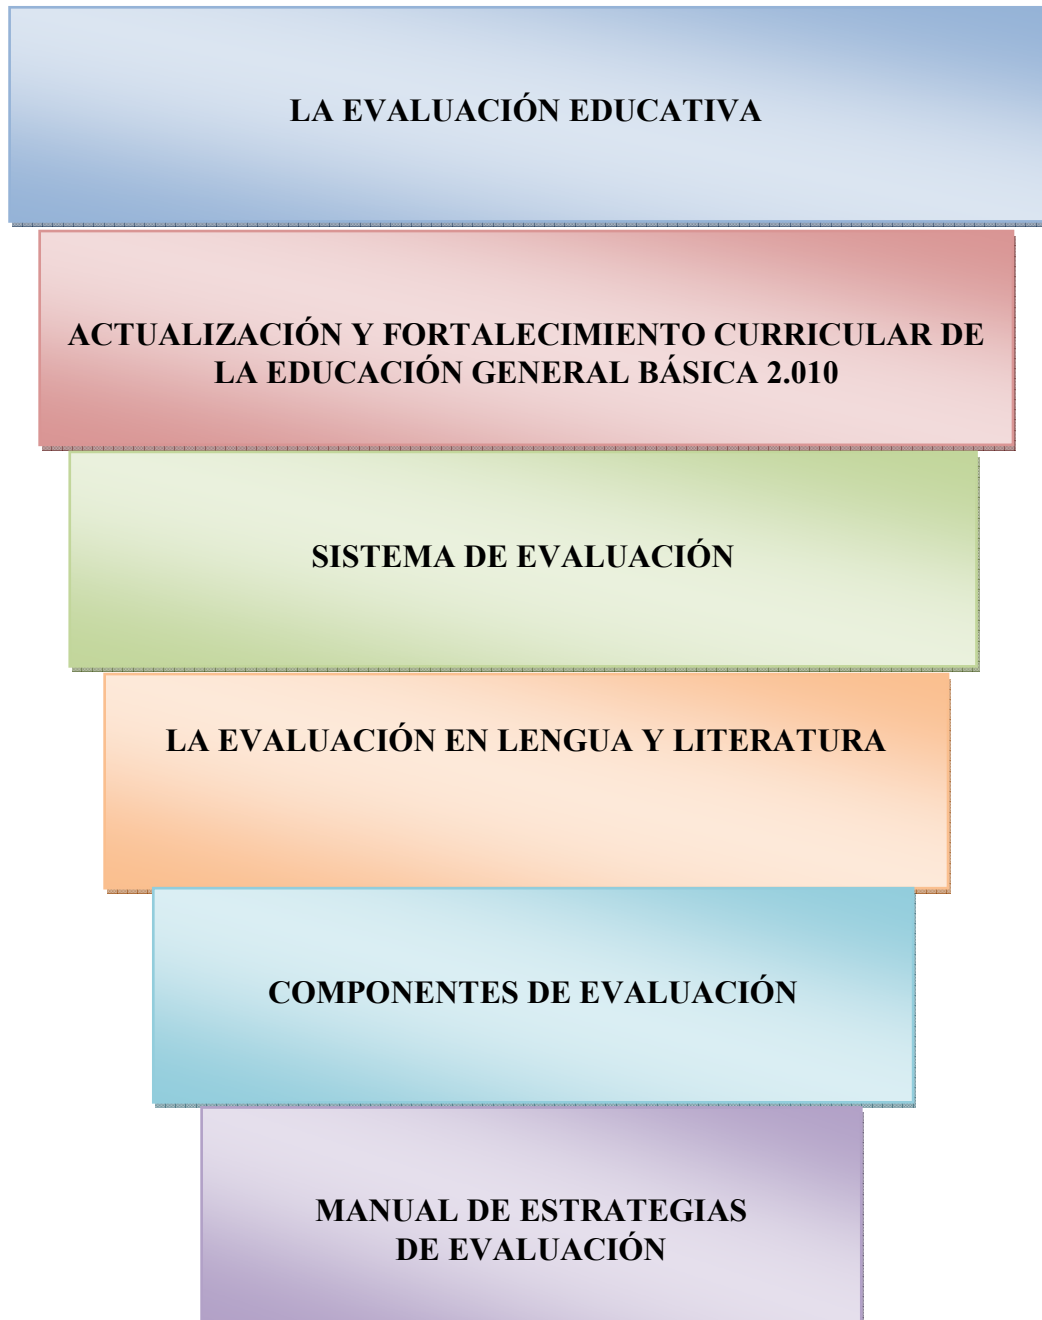 LA EVALUACIÓN EDUCATIVA
ACTUALIZACIÓN Y FORTALECIMIENTO CURRICULAR DE
LA EDUCACIÓN GENERAL BÁSICA 2.010
SISTEMA DE EVALUACIÓN
LA EVALUACIÓN EN LENGUA Y LITERATURA
COMPONENTES DE EVALUACIÓN
MANUAL DE ESTRATEGIAS
DE EVALUACIÓN